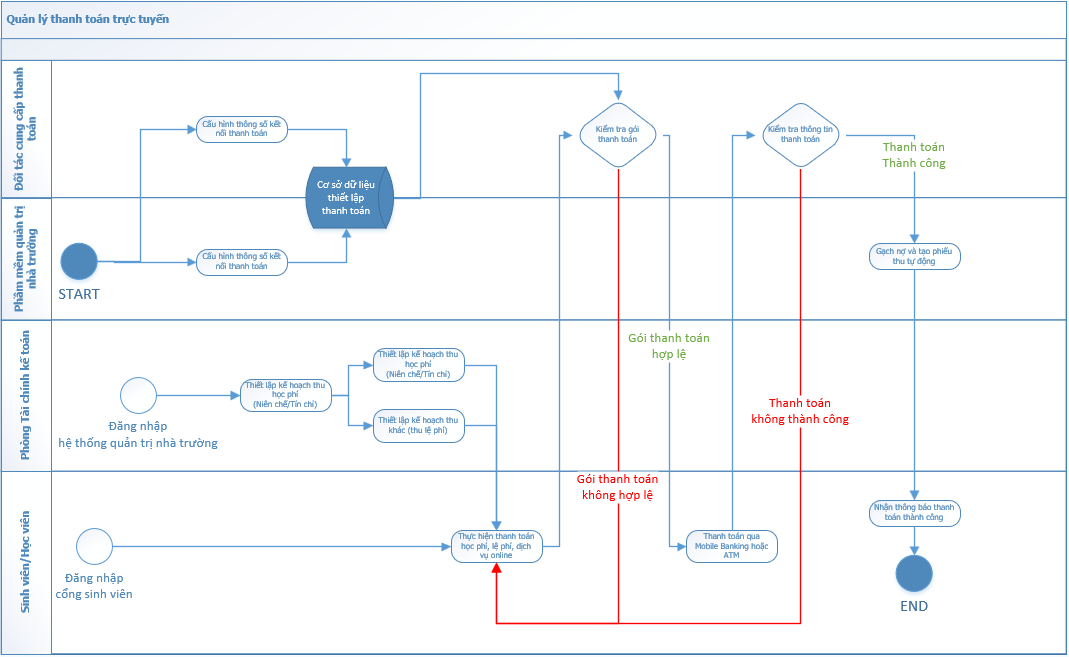 Quản lý thanh toán trực tuyến
Đối tác cung cấp thanh
toán
Cấu hình thông số kết
nối thanh toán
Kiểm tra gói
thanh toán
Kiểm tra thông tin
thanh toán
Thanh toán
Thành công
Cơ sở dữ liệu
thiết lập
thanh toán
Phầm mềm quản trị
nhà trường
START
Cấu hình thông số kết
nối thanh toán
Gạch nợ và tạo phiếu
thu tự động
Phòng Tài chính kế toán
Đăng nhập
hệ thống quản trị nhà trường
Thiết lập kế hoạch thu
học phí
(Niên chế/Tín chỉ)
Thiết lập kế hoạch thu
học phí
(Niên chế/Tín chỉ)
Thiết lập kế hoạch thu
khác (thu lệ phí)
Gói thanh toán
hợp lệ
Thanh toán
không thành công
Gói thanh toán
không hợp lệ
Sinh viên/Học viên
Đăng nhập
cổng sinh viên
Thực hiện thanh toán
học phí, lệ phí, dịch
vụ online
Thanh toán qua
Mobile Banking hoặc
ATM
Nhận thông báo thanh
toán thành công
END